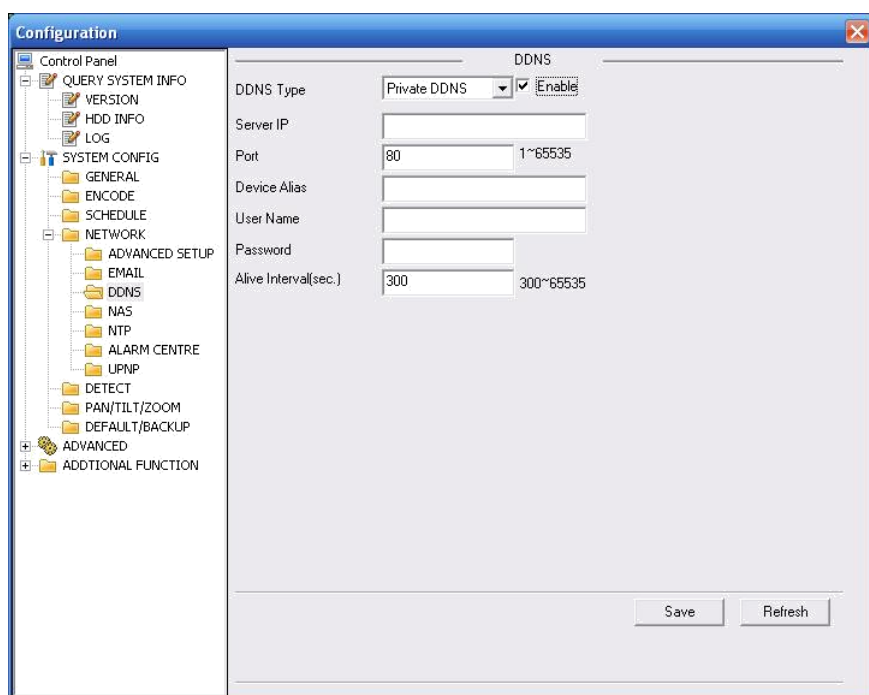 Configuration
Control Panel
QUERY SYSTEM INFO
VERSION
HDD INFO
LOG
SYSTEM CONFIG
GENERAL
ENCODE
SCHEDULE
NETWORK
ADVANCED SETUP
EMAIL
DDNS
NAS
NTP
ALARM CENTRE
UPNP
DETECT
PAN/TILT/ZOOM
DEFAULT/BACKUP
ADVANCED
ADDTIONAL FUNCTION
DDNS
DDNS Type Private DDNS Enable
Server IP
Port 80 1~65535
Device Alias
User Name
Password
Alive Interval(sec.) 300 300~65535
Save Refresh